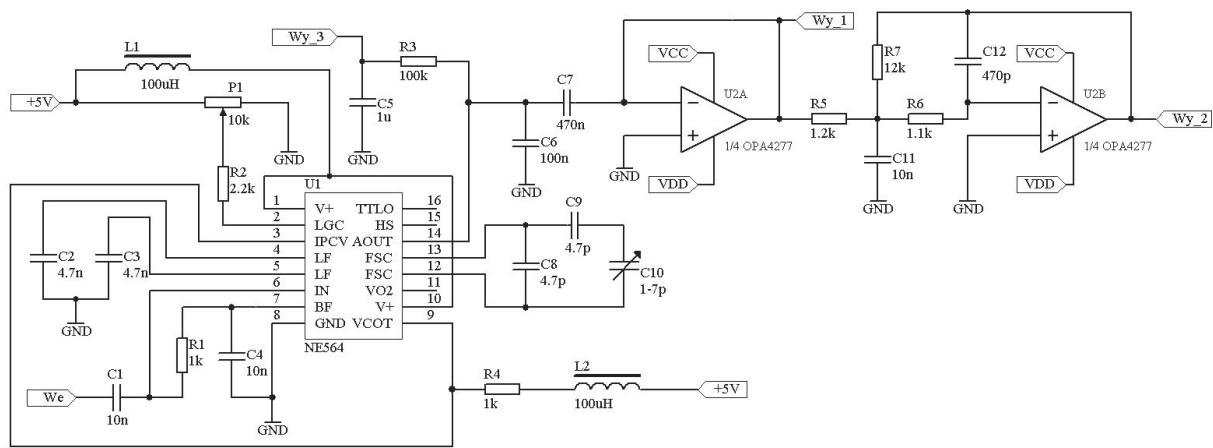 Wy_3
Wy_1
L1
100uH
R3
100k
+5V
P1
10k
GND
C5
1u
GND
C7
470n
C6
100n
GND
VCC
U2A
GND
1/4 OPA4277
VDD
R7
12k
C12
470p
VCC
U2B
R5
1.2k
R6
1.1k
C11
10n
GND
GND
1/4 OPA4277
VDD
Wy_2
R2
2.2k
U1
1 V+ TTLO 16
2 LGC HS 15
3 IPCV AOUT 14
4 LF FSC 13
5 LF FSC 12
6 IN VO2 11
7 BF V+ 10
8 GND VCOT 9
NE564
C2
4.7n
C3
4.7n
GND
C9
4.7p
C8
4.7p
C10
1-7p
R1
1k
C4
10n
We
C1
10n
GND
R4
1k
L2
100uH
+5V